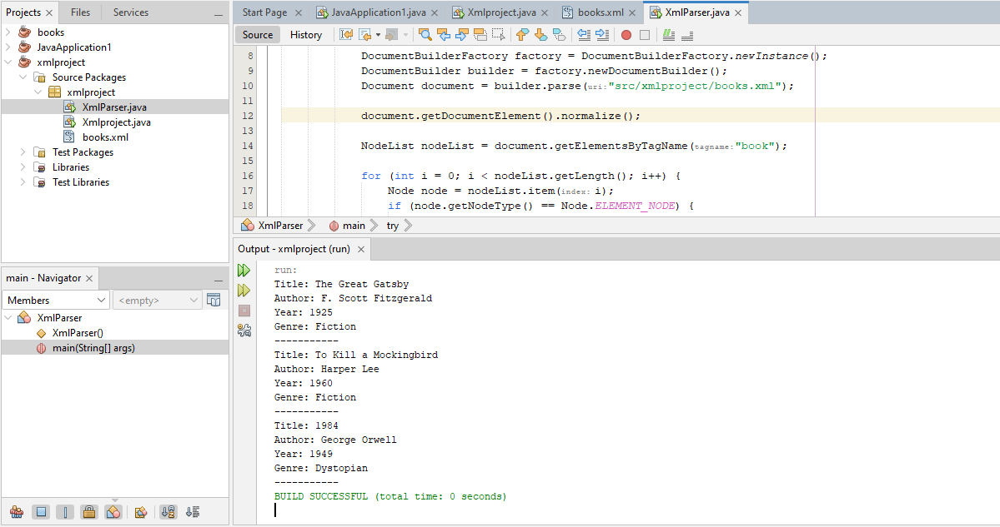 Projects
Files
Services
books
JavaApplication1
xmlproject
Source Packages
xmlproject
XmlParser.java
Xmlproject.java
books.xml
Test Packages
Libraries
Test Libraries
main - Navigator
Members
<empty>
XmlParser
XmlParser()
main(String[] args)
Start Page
JavaApplication1.java
Xmlproject.java
books.xml
XmlParser.java
Source
History
8 DocumentBuilderFactory factory = DocumentBuilderFactory.newInstance();
9 DocumentBuilder builder = factory.newDocumentBuilder();
10 Document document = builder.parse(uri:"src/xmlproject/books.xml");
11
12 document.getDocumentElement().normalize();
13
14 NodeList nodeList = document.getElementsByTagName(tagname:"book");
15
16 for (int i = 0; i < nodeList.getLength(); i++) {
17 Node node = nodeList.item(index:i);
18 if (node.getNodeType() == Node.ELEMENT_NODE) {
XmlParser
main
try
Output - xmlproject (run)
run:
Title: The Great Gatsby
Author: F. Scott Fitzgerald
Year: 1925
Genre: Fiction
-----------
Title: To Kill a Mockingbird
Author: Harper Lee
Year: 1960
Genre: Fiction
-----------
Title: 1984
Author: George Orwell
Year: 1949
Genre: Dystopian
-----------
BUILD SUCCESSFUL (total time: 0 seconds)